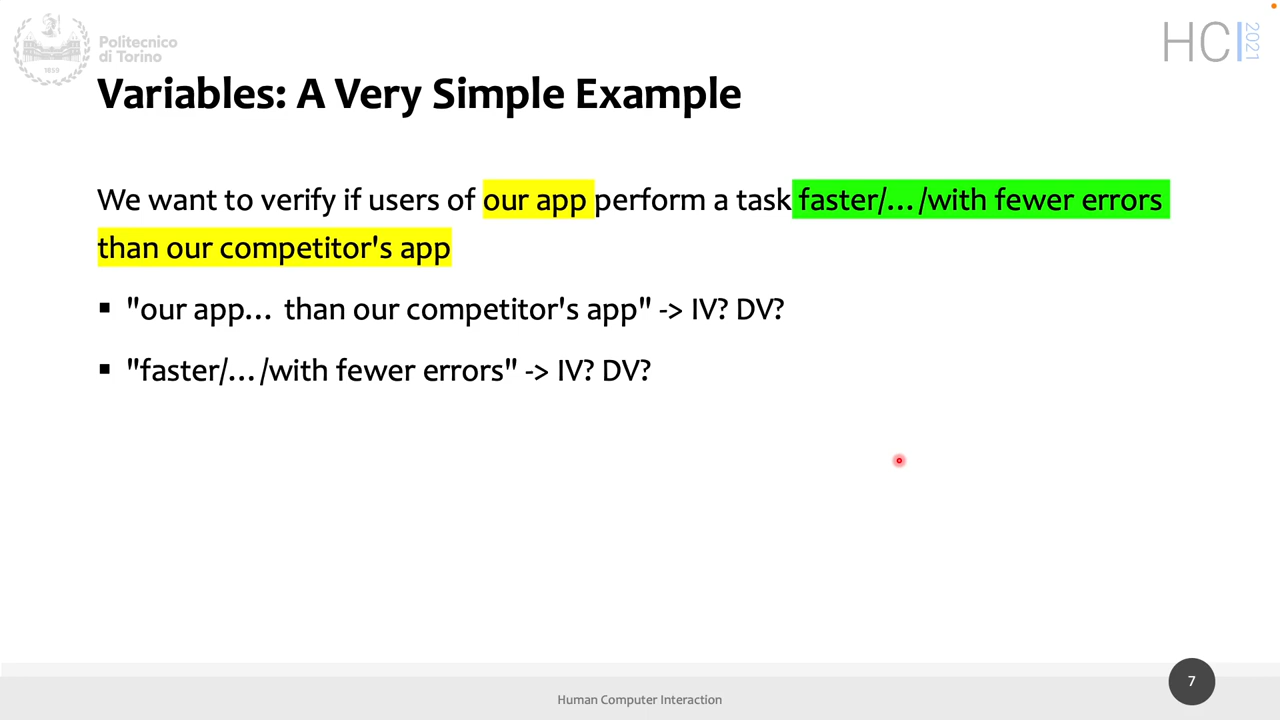 Politecnico
di Torino
1859
HCI 2021
Variables: A Very Simple Example
We want to verify if users of our app perform a task faster/… /with fewer errors
than our competitor's app
▪ "our app… than our competitor's app" -> IV? DV?
▪ "faster/… /with fewer errors" -> IV? DV?
Human Computer Interaction
7